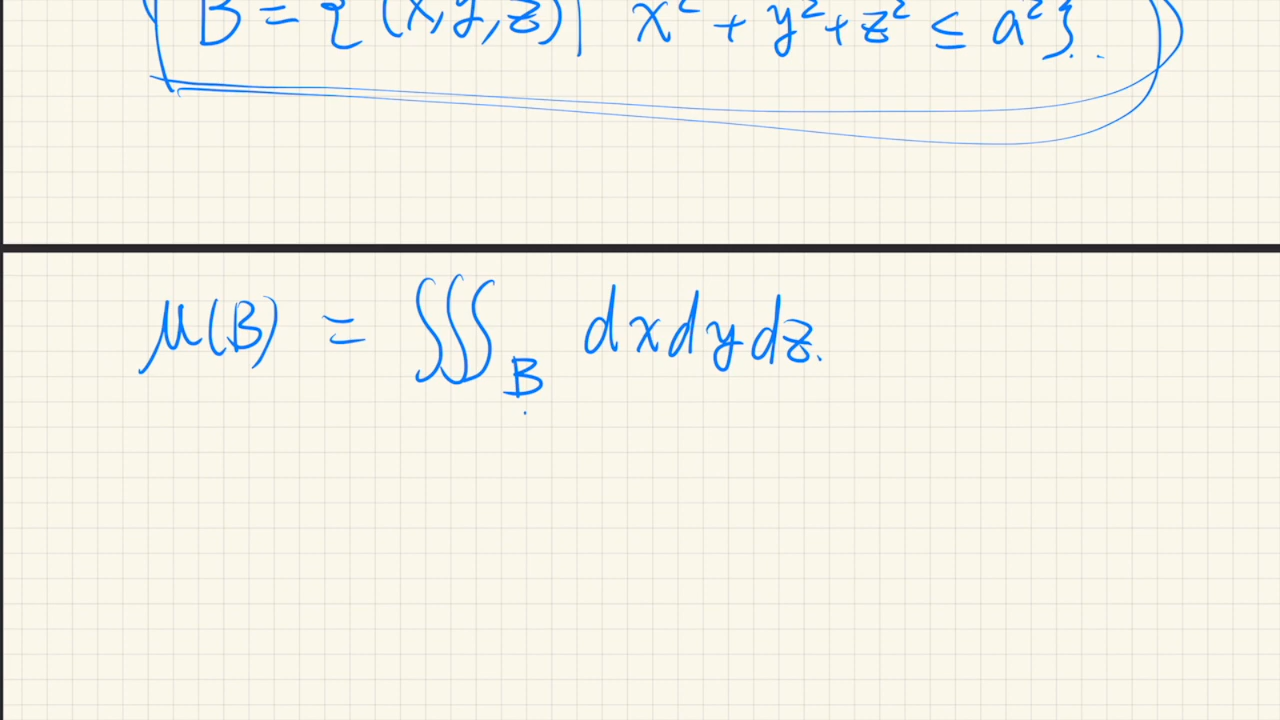 B = {(x,y,z)| x² + y² + z² ≤ a²}.
μ(B) = ∭_B dxdydz.